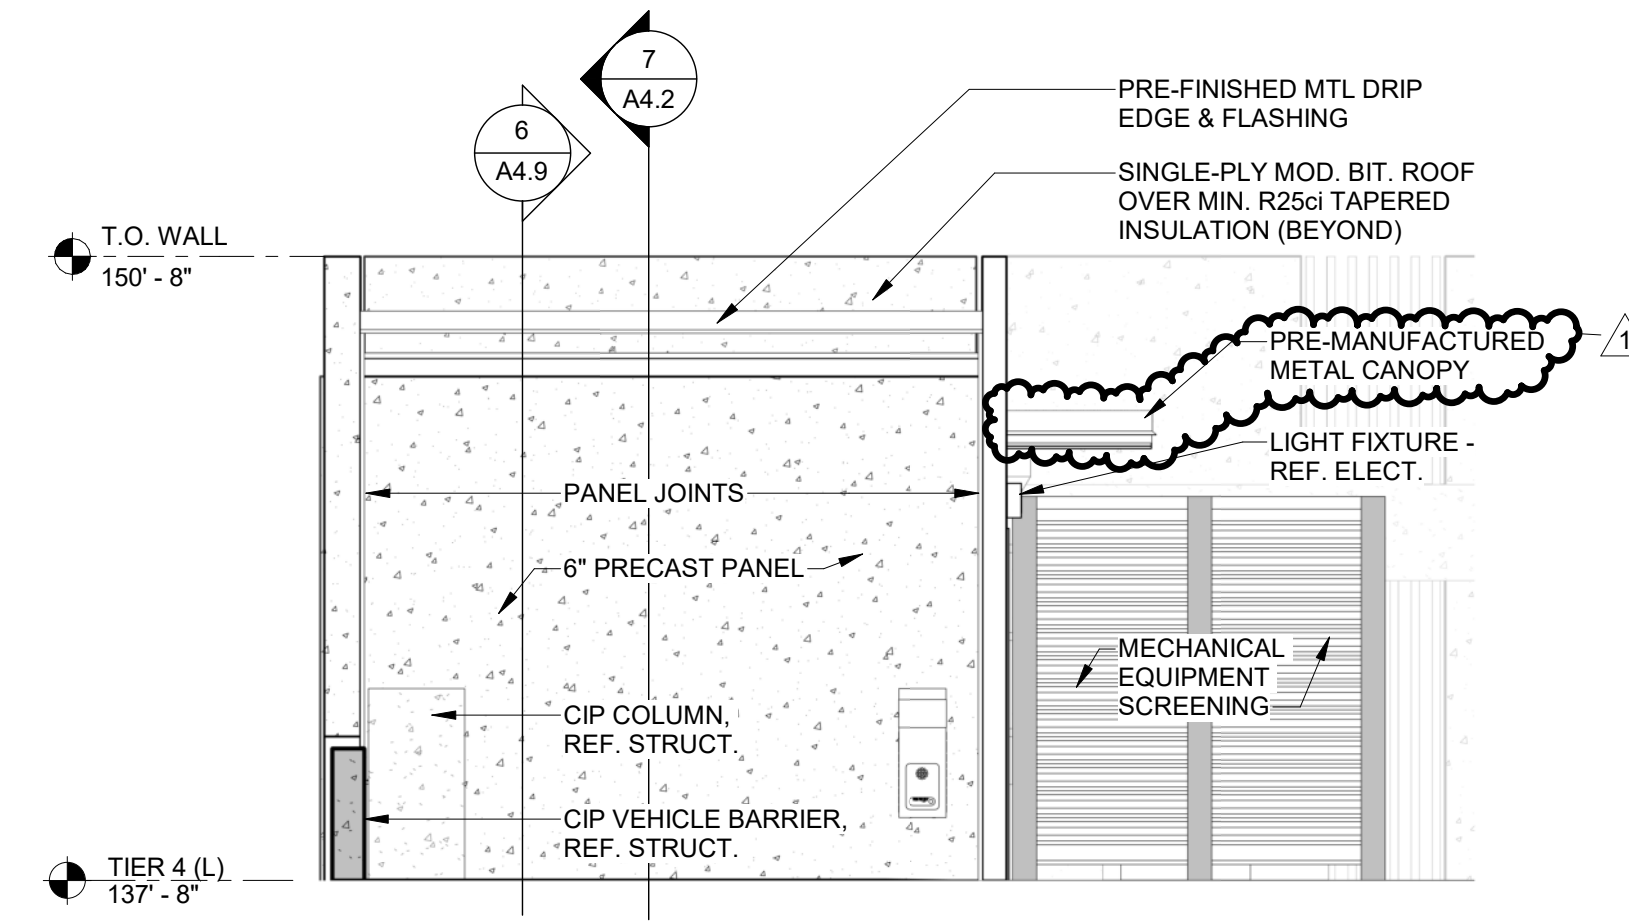 7
A4.2
6
A4.9
PRE-FINISHED MTL DRIP
EDGE & FLASHING
SINGLE-PLY MOD. BIT. ROOF
OVER MIN. R25ci TAPERED
INSULATION (BEYOND)
T.O. WALL
150' - 8"
PRE-MANUFACTURED
METAL CANOPY
1
LIGHT FIXTURE -
REF. ELECT.
PANEL JOINTS
6" PRECAST PANEL
MECHANICAL
EQUIPMENT
SCREENING
CIP COLUMN,
REF. STRUCT.
CIP VEHICLE BARRIER,
REF. STRUCT.
TIER 4 (L)
137' - 8"